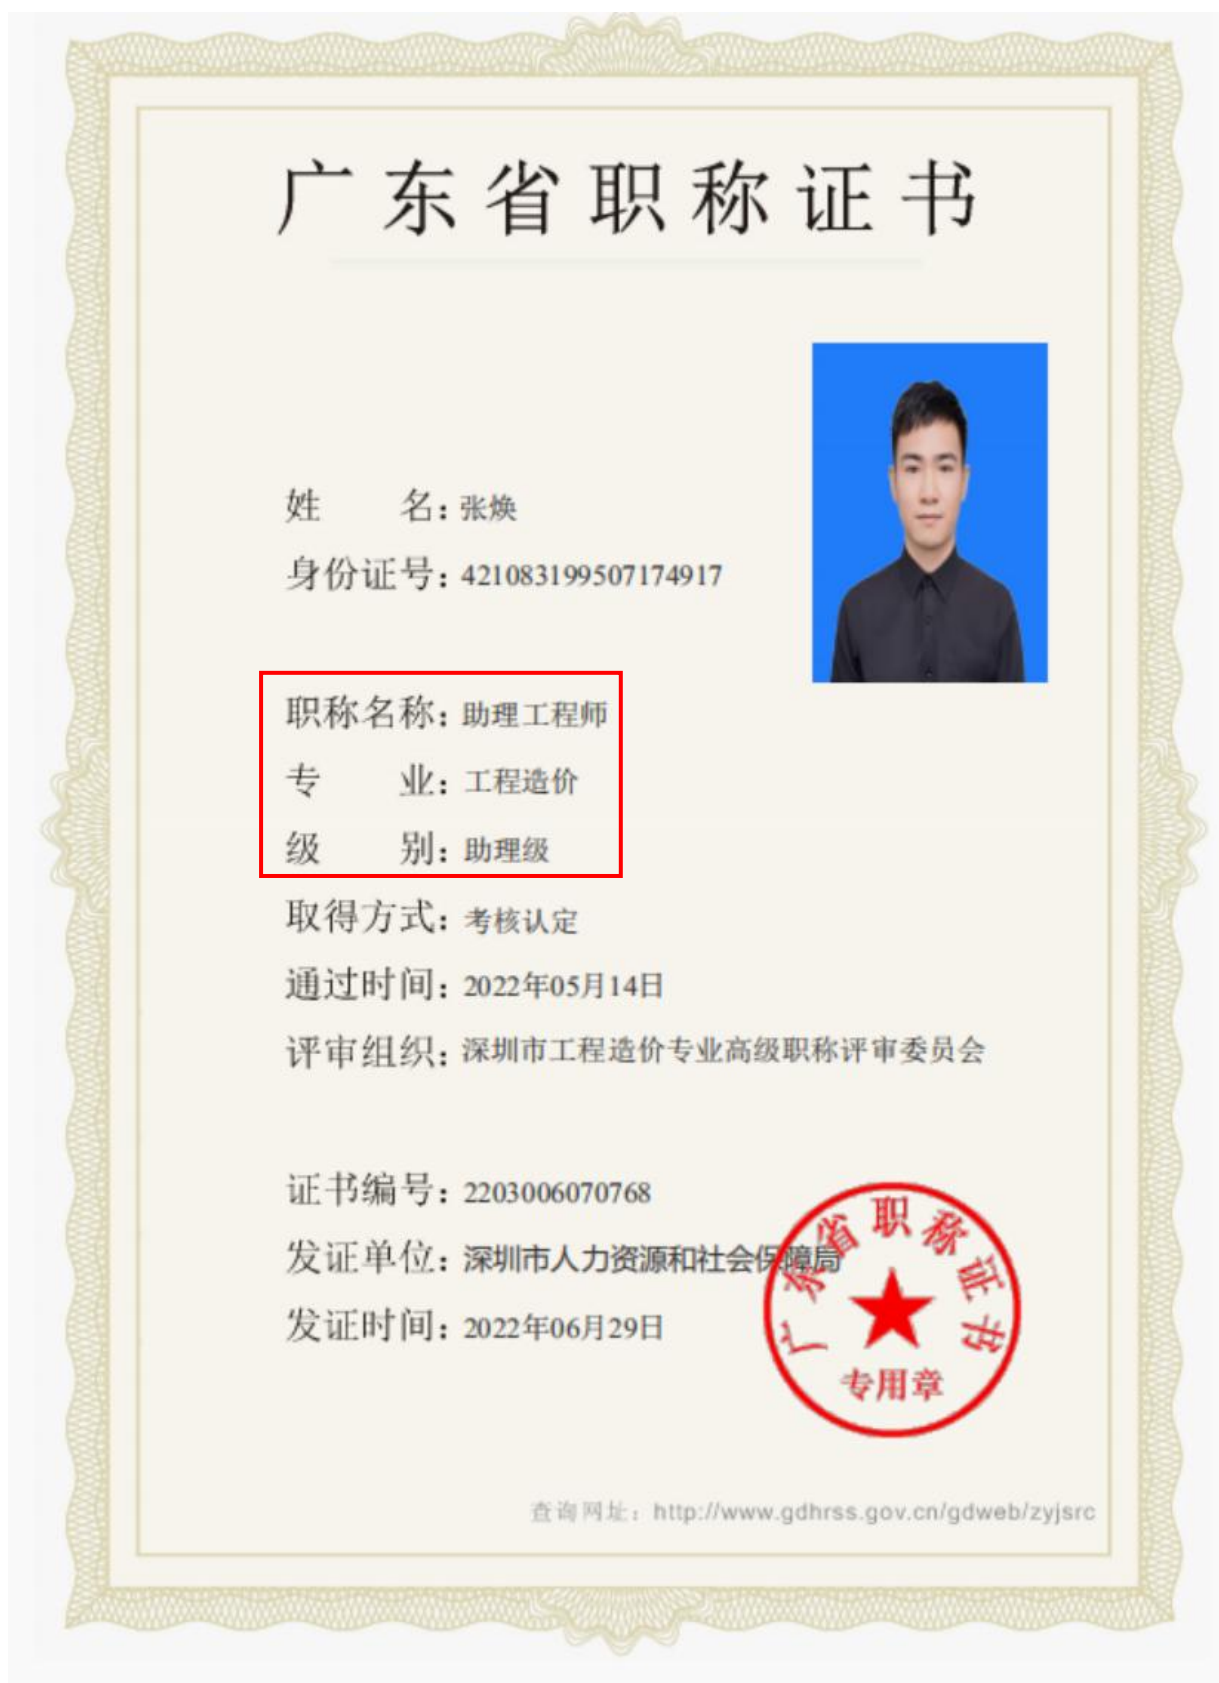 广东省职称证书
姓 名：张焕
身份证号：421083199507174917
职称名称：助理工程师
专 业：工程造价
级 别：助理级
取得方式：考核认定
通过时间：2022年05月14日
评审组织：深圳市工程造价专业高级职称评审委员会
证书编号：2203006070768
发证单位：深圳市人力资源和社会保障局
发证时间：2022年06月29日
广东省职称证书
专用章
查询网址：http://www.gdhrss.gov.cn/gdweb/zyjsrc